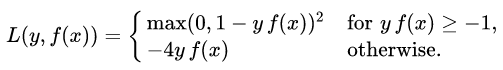 L(y, f(x)) = { max(0, 1 − y f(x))² for y f(x) ≥ −1,
−4y f(x) otherwise.